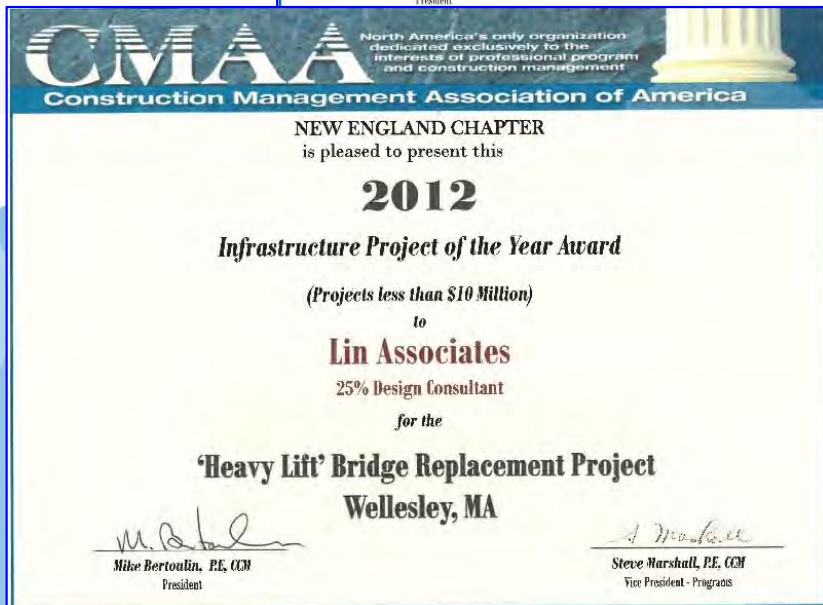 President
CMAA
North America's only organization
dedicated exclusively to the
interests of professional program
and construction management
Construction Management Association of America
NEW ENGLAND CHAPTER
is pleased to present this
2012
Infrastructure Project of the Year Award
(Projects less than $10 Million)
to
Lin Associates
25% Design Consultant
for the
'Heavy Lift' Bridge Replacement Project
Wellesley, MA
Mike Bertoulin, P.E, CCM
President
Steve Marshall, P.E, CCM
Vice President - Programs